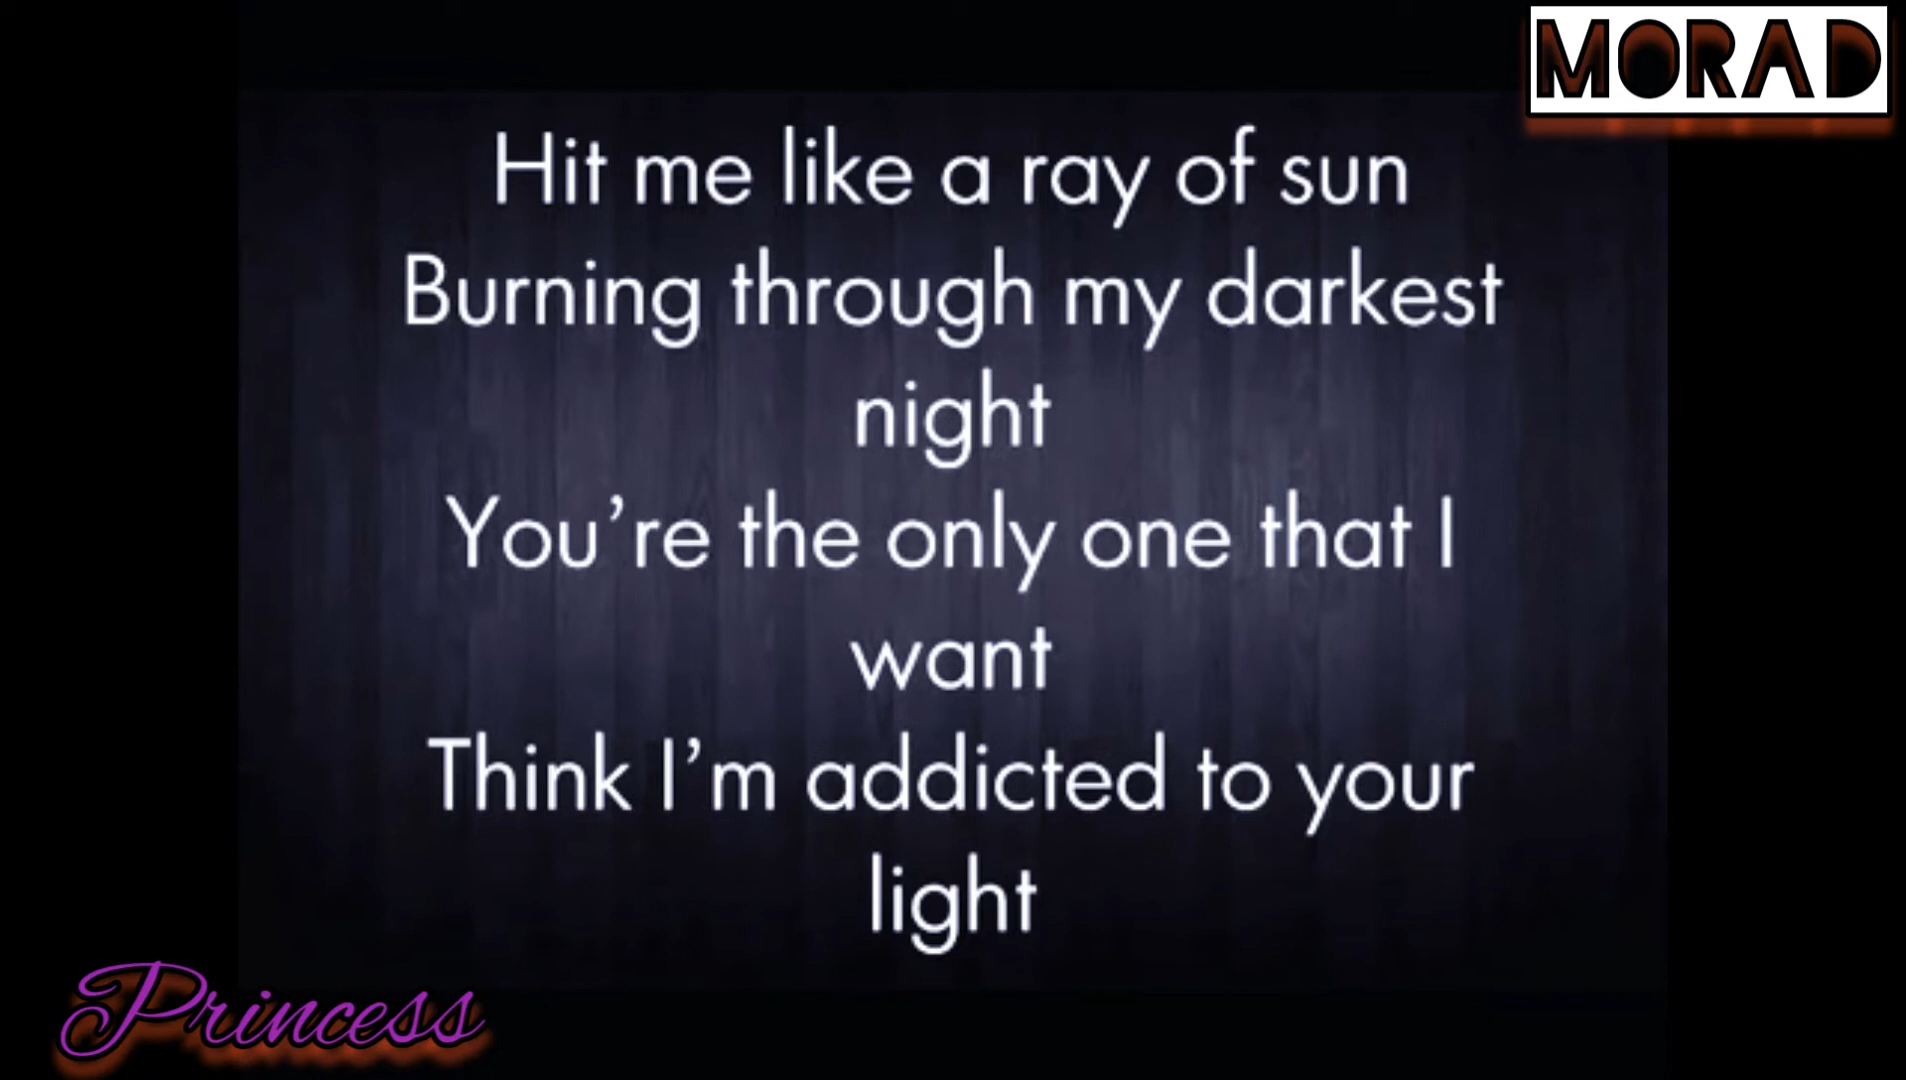 MORAD
Hit me like a ray of sun
Burning through my darkest
night
You’re the only one that I
want
Think I’m addicted to your
light
Princess